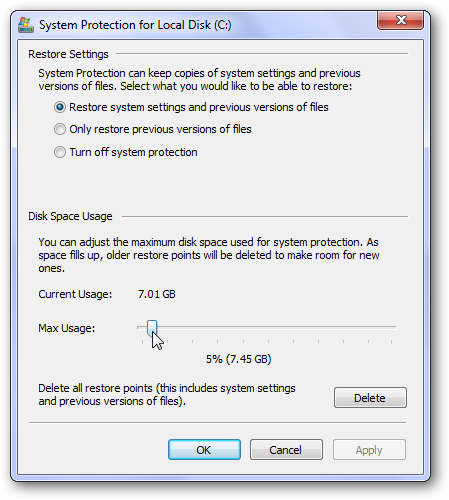 System Protection for Local Disk (C:)
Restore Settings
System Protection can keep copies of system settings and previous
versions of files. Select what you would like to be able to restore:
Restore system settings and previous versions of files
Only restore previous versions of files
Turn off system protection
Disk Space Usage
You can adjust the maximum disk space used for system protection. As
space fills up, older restore points will be deleted to make room for new
ones.
Current Usage: 7.01 GB
Max Usage:
5% (7.45 GB)
Delete all restore points (this includes system settings
and previous versions of files).
Delete
OK Cancel Apply